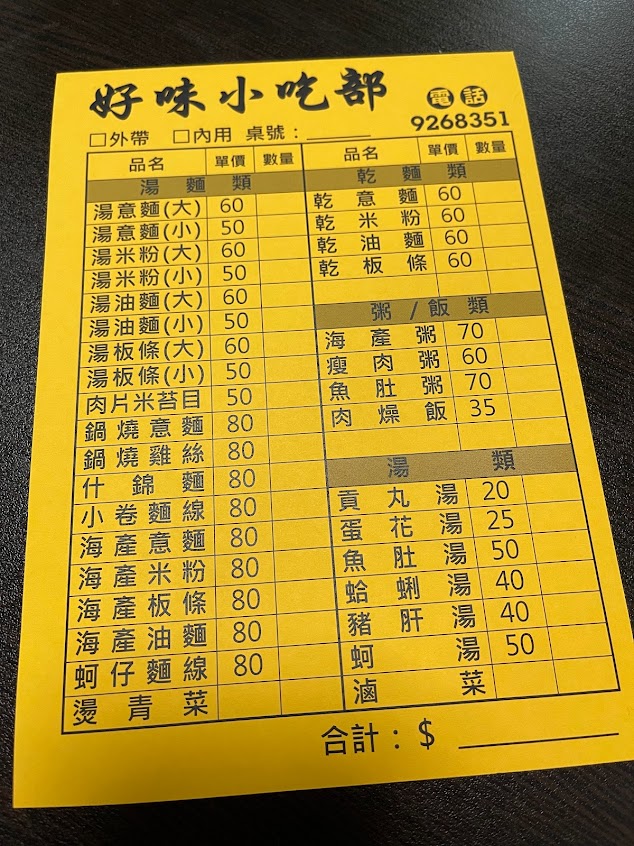 好味小吃部
電話
9268351
□外帶 □內用 桌號：______
品名 單價 數量
湯麵類
湯意麵(大) 60
湯意麵(小) 50
湯米粉(大) 60
湯米粉(小) 50
湯油麵(大) 60
湯油麵(小) 50
湯板條(大) 60
湯板條(小) 50
肉片米苔目 50
鍋燒意麵 80
鍋燒雞絲 80
什錦麵 80
小卷麵線 80
海產意麵 80
海產米粉 80
海產板條 80
海產油麵 80
蚵仔麵線 80
燙青菜
品名 單價 數量
乾麵類
乾意麵 60
乾米粉 60
乾油麵 60
乾板條 60
粥/飯類
海產粥 70
瘦肉粥 60
魚肚粥 70
肉燥飯 35
湯類
貢丸湯 20
蛋花湯 25
魚肚湯 50
蛤蜊湯 40
豬肝湯 40
蚵湯 50
滷菜
合計：$ ____________